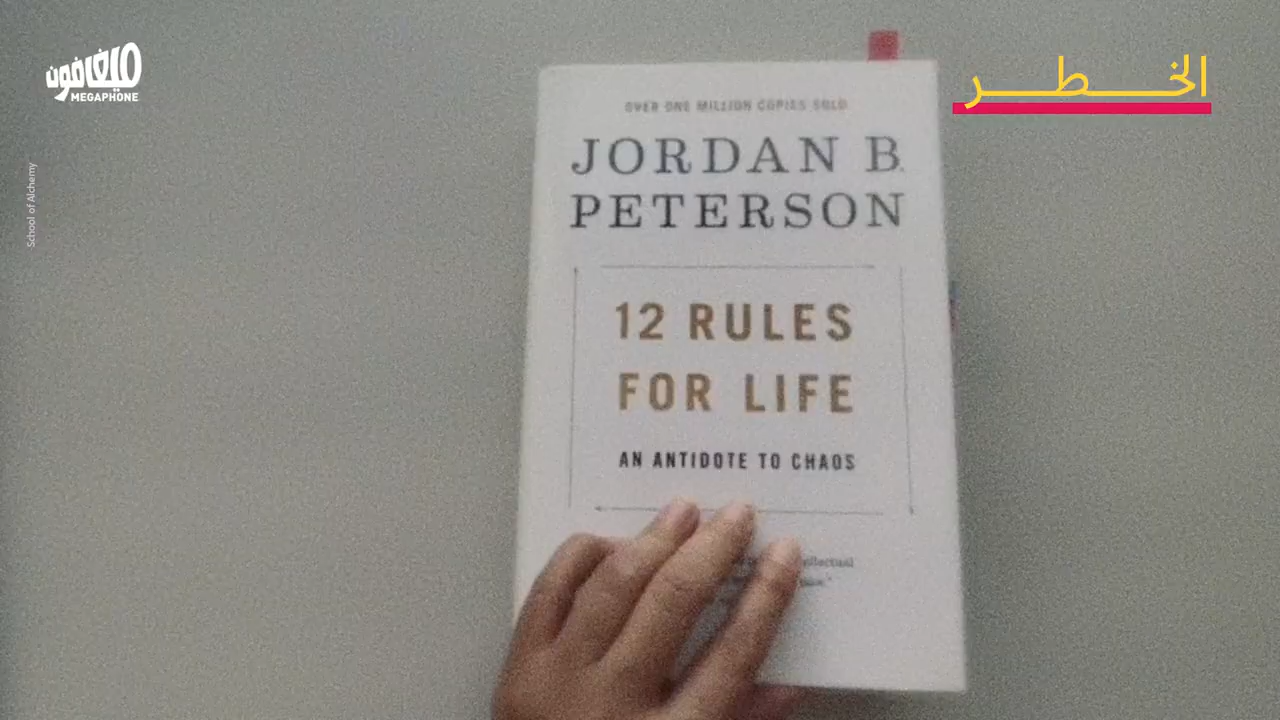 ميغافون
MEGAPHONE
الخطر
School of Alchemy
OVER ONE MILLION COPIES SOLD
JORDAN B.
PETERSON
12 RULES
FOR LIFE
AN ANTIDOTE TO CHAOS